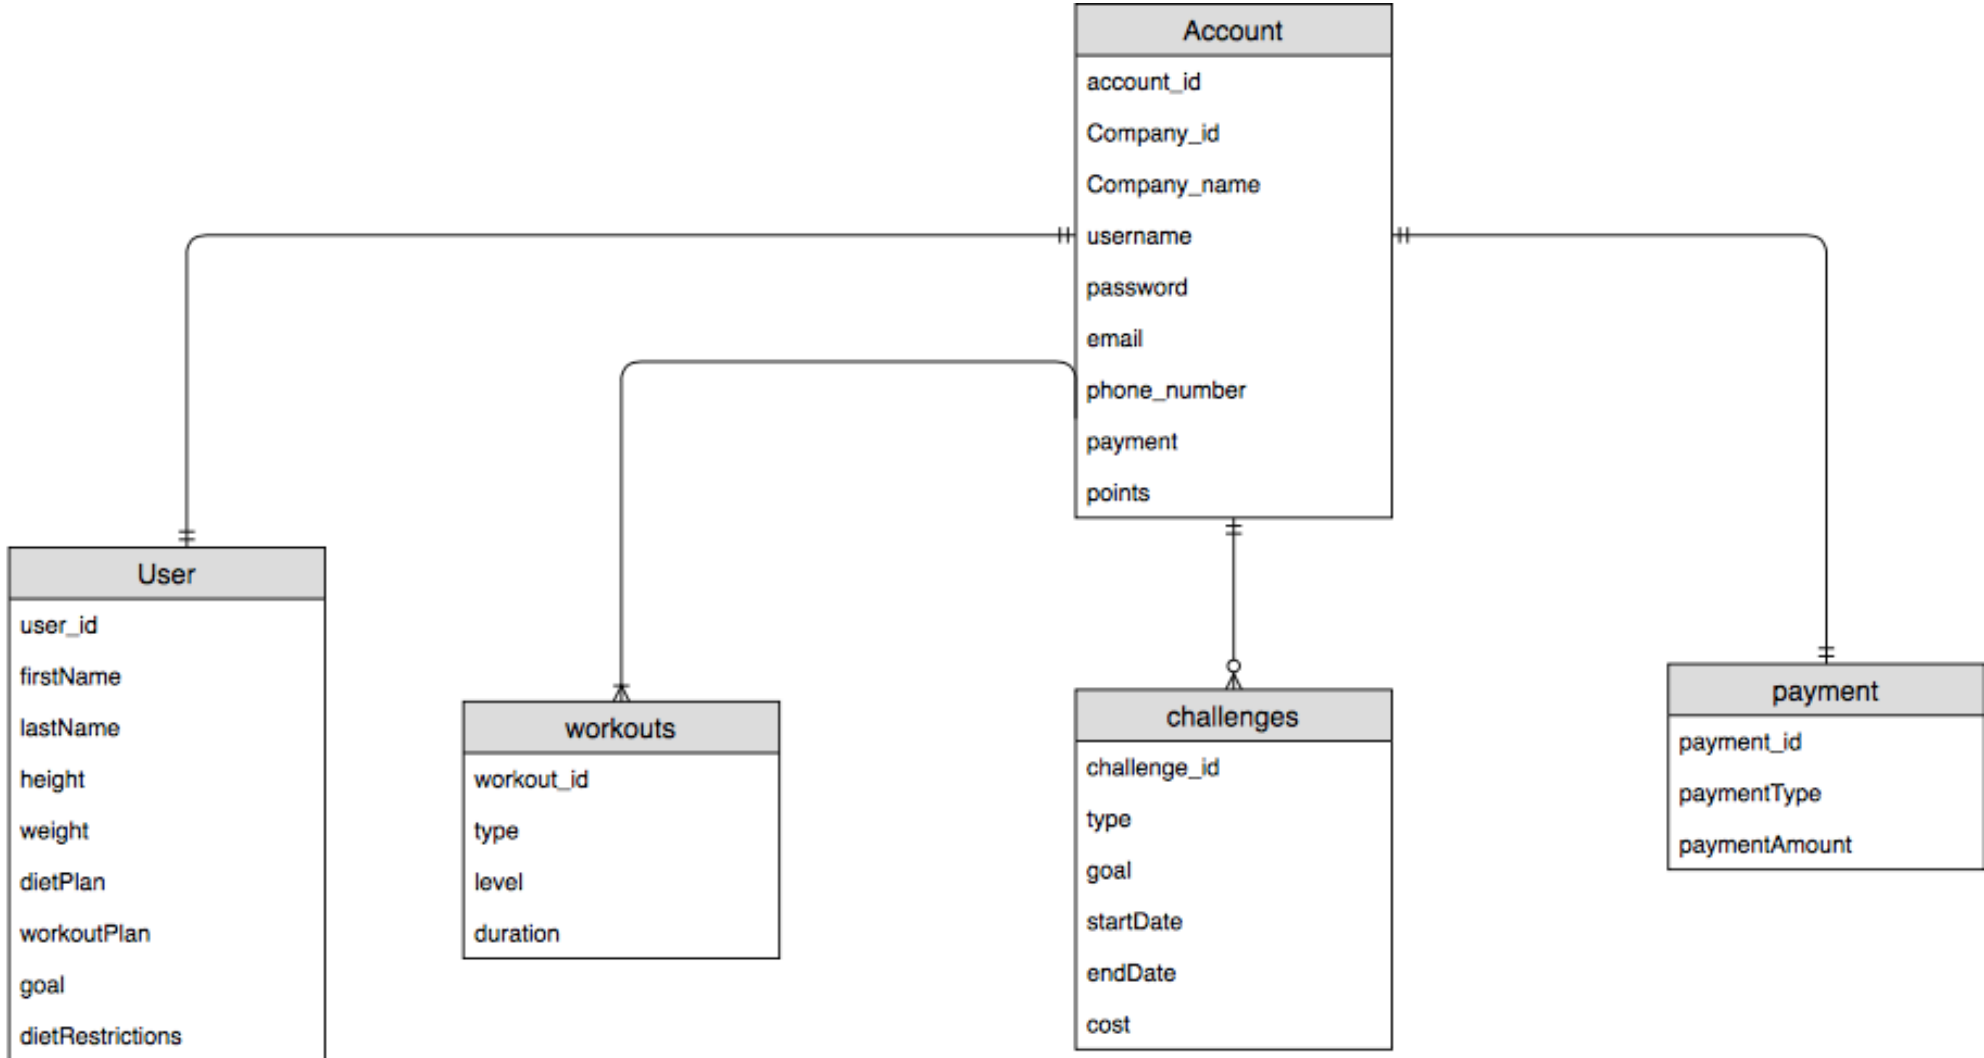 Account
account_id
Company_id
Company_name
username
password
email
phone_number
payment
points
User
user_id
firstName
lastName
height
weight
dietPlan
workoutPlan
goal
dietRestrictions
workouts
workout_id
type
level
duration
challenges
challenge_id
type
goal
startDate
endDate
cost
payment
payment_id
paymentType
paymentAmount